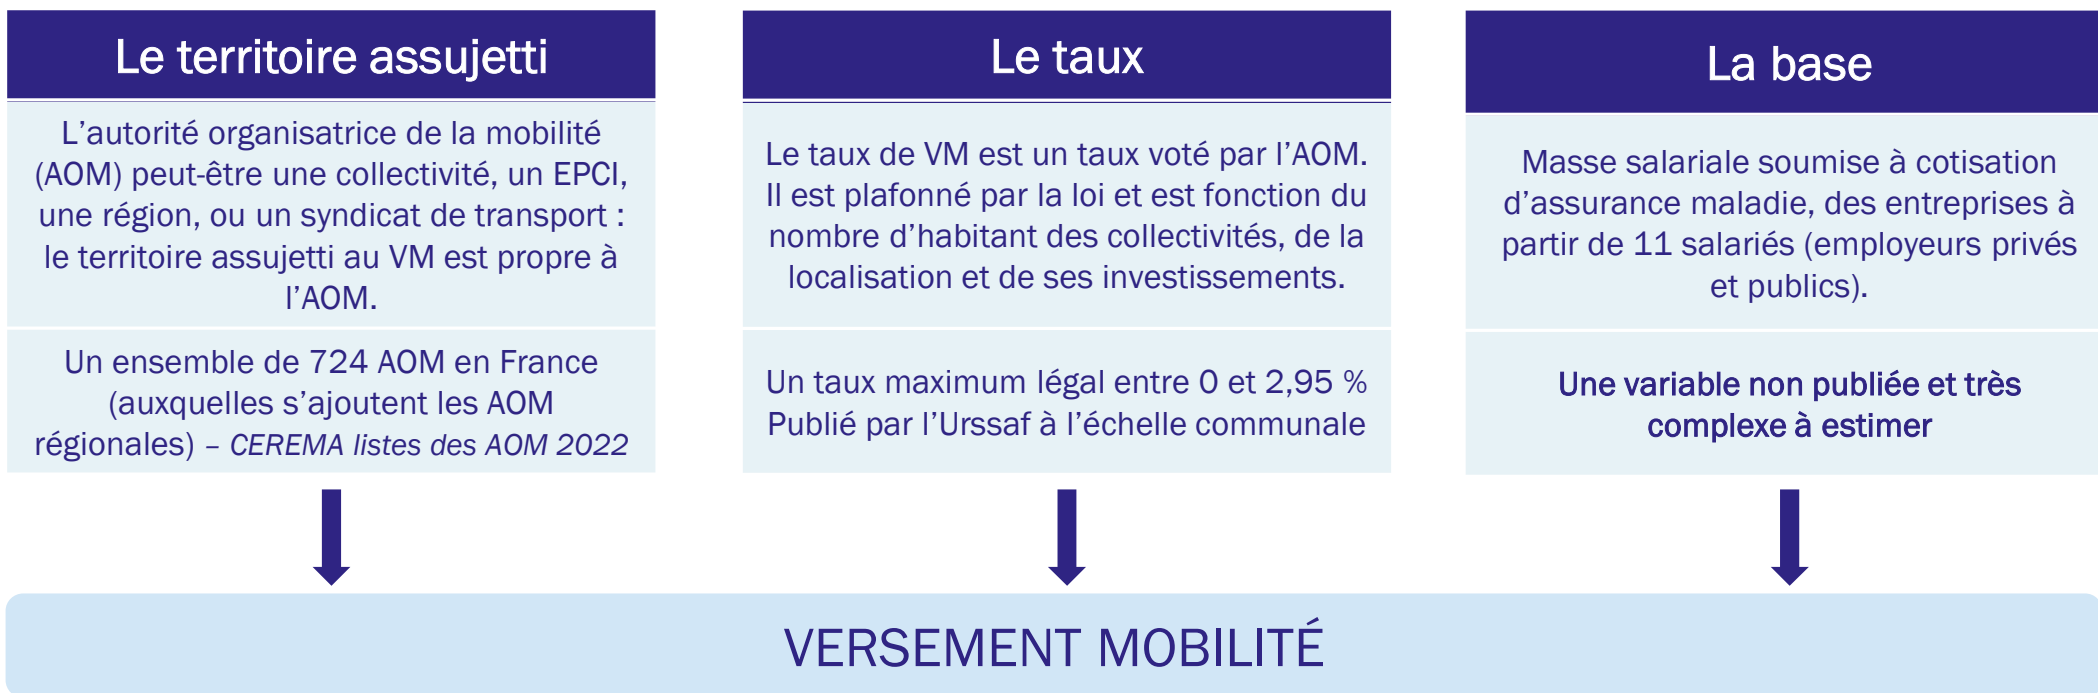 Le territoire assujetti
L’autorité organisatrice de la mobilité
(AOM) peut-être une collectivité, un EPCI,
une région, ou un syndicat de transport :
le territoire assujetti au VM est propre à
l’AOM.
Un ensemble de 724 AOM en France
(auxquelles s’ajoutent les AOM
régionales) – CEREMA listes des AOM 2022
Le taux
Le taux de VM est un taux voté par l’AOM.
Il est plafonné par la loi et est fonction du
nombre d’habitant des collectivités, de la
localisation et de ses investissements.
Un taux maximum légal entre 0 et 2,95 %
Publié par l’Urssaf à l’échelle communale
La base
Masse salariale soumise à cotisation
d’assurance maladie, des entreprises à
partir de 11 salariés (employeurs privés
et publics).
Une variable non publiée et très
complexe à estimer
VERSEMENT MOBILITÉ